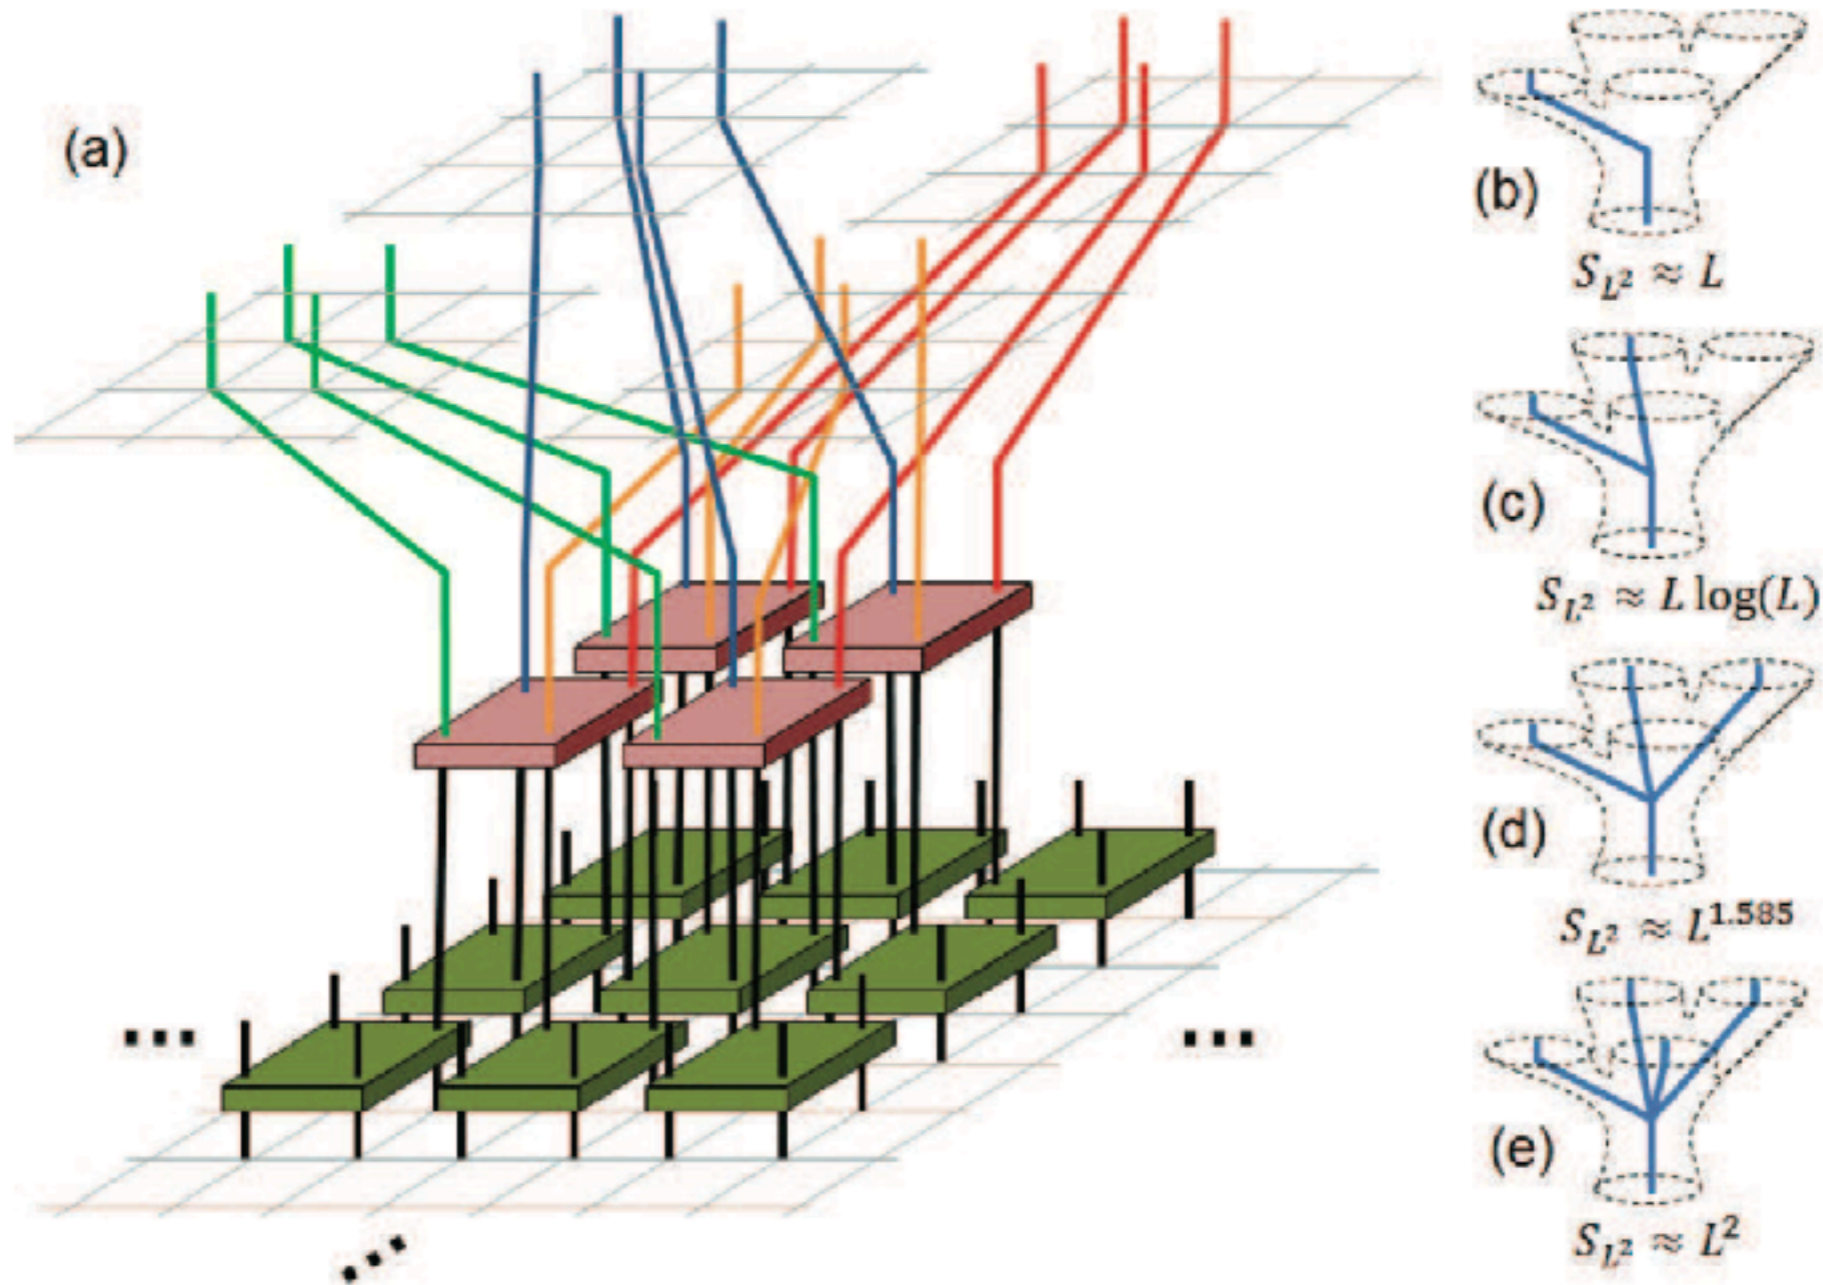 (a)
(b)
S_{L^2} ≈ L
(c)
S_{L^2} ≈ L log(L)
(d)
S_{L^2} ≈ L^{1.585}
(e)
S_{L^2} ≈ L^2